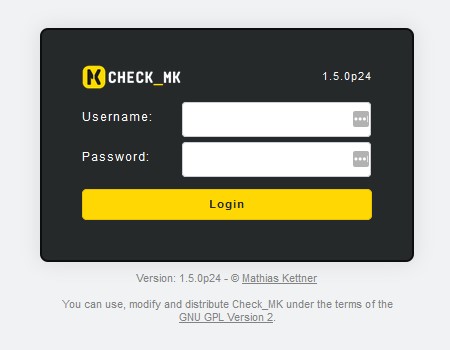 CHECK_MK 1.5.0p24
Username:
Password:
Login
Version: 1.5.0p24 - © Mathias Kettner
You can use, modify and distribute Check_MK under the terms of the
GNU GPL Version 2.